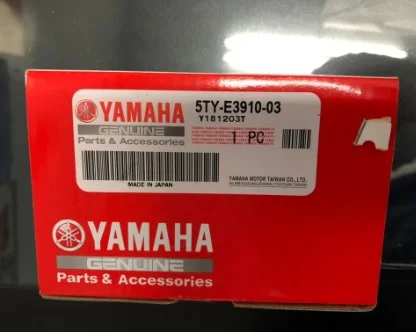 YAMAHA
GENUINE
Parts & Accessories
5TY-E3910-03
Y181203T
1 PC
MADE IN JAPAN
YAMAHA MOTOR TAIWAN CO., LTD.
YAMAHA
GENUINE
Parts & Accessories